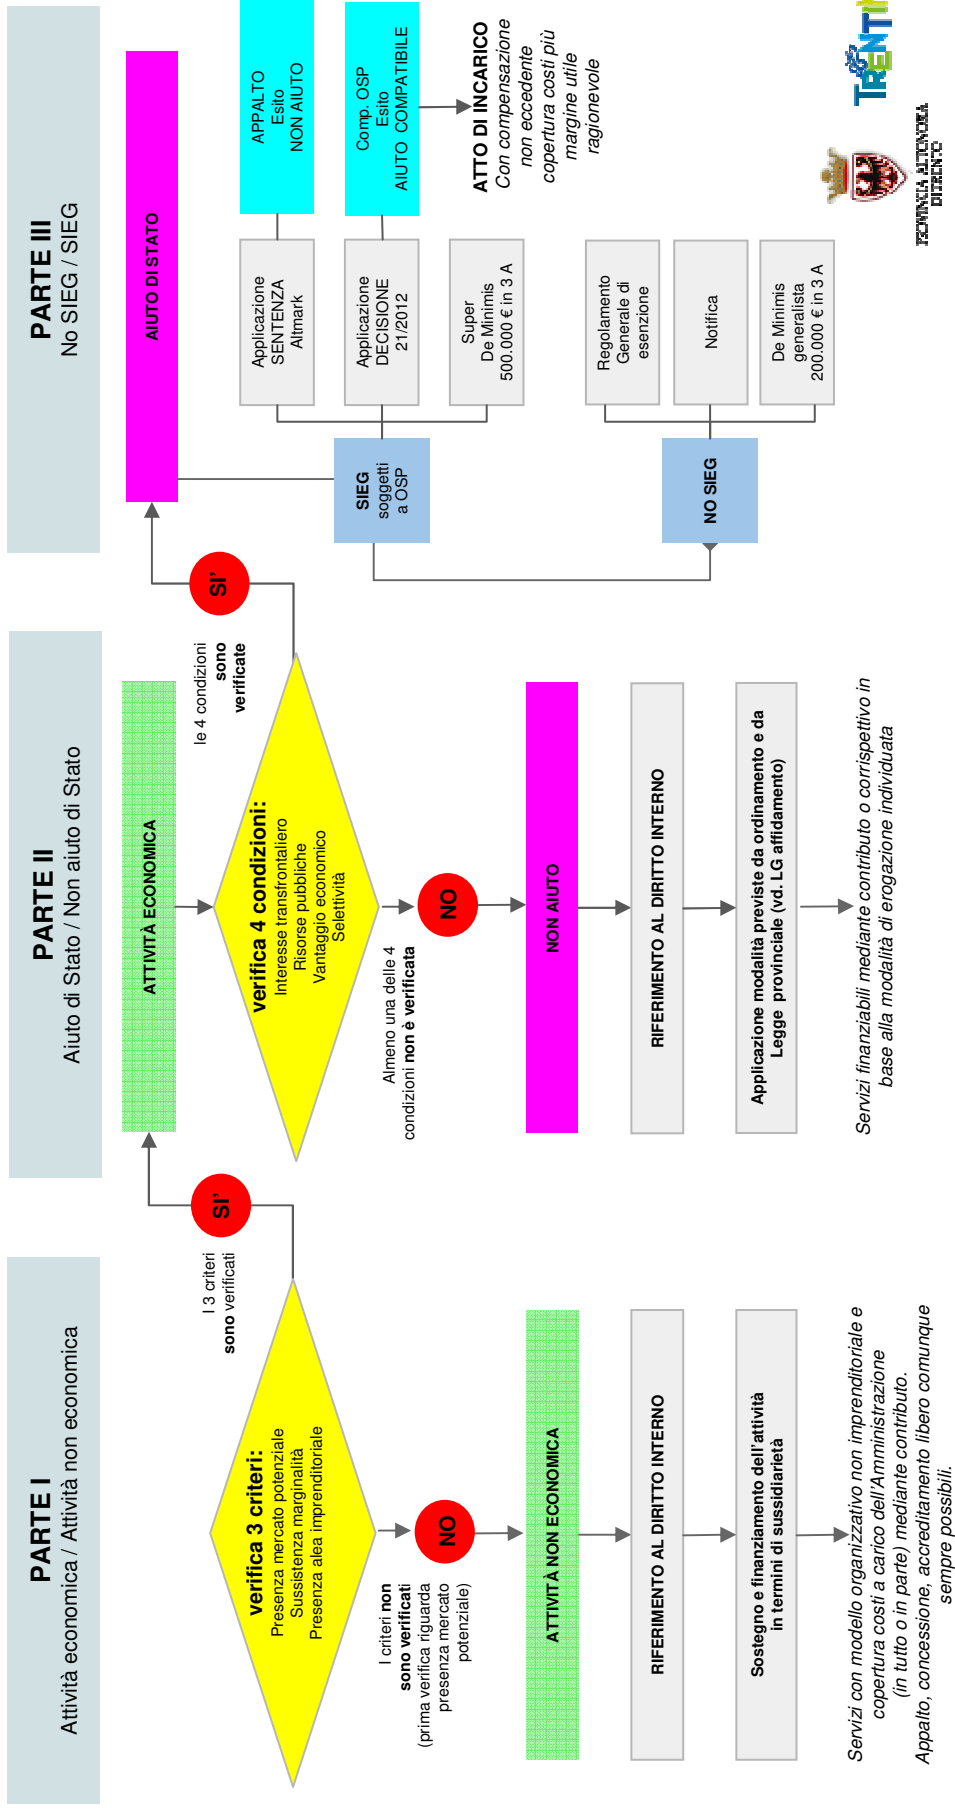 PARTE I
Attività economica / Attività non economica
verifica 3 criteri:
Presenza mercato potenziale
Sussistenza marginalità
Presenza alea imprenditoriale
I 3 criteri
sono verificati
SI'
I criteri non
sono verificati
(prima verifica riguarda
presenza mercato
potenziale)
NO
ATTIVITÀ NON ECONOMICA
RIFERIMENTO AL DIRITTO INTERNO
Sostegno e finanziamento dell'attività
in termini di sussidiarietà
Servizi con modello organizzativo non imprenditoriale e
copertura costi a carico dell'Amministrazione
(in tutto o in parte) mediante contributo.
Appalto, concessione, accreditamento libero comunque
sempre possibili.
PARTE II
Aiuto di Stato / Non aiuto di Stato
ATTIVITÀ ECONOMICA
verifica 4 condizioni:
Interesse transfrontaliero
Risorse pubbliche
Vantaggio economico
Selettività
le 4 condizioni
sono
verificate
SI'
Almeno una delle 4
condizioni non è verificata
NO
NON AIUTO
RIFERIMENTO AL DIRITTO INTERNO
Applicazione modalità previste da ordinamento e da
Legge provinciale (vd. LG affidamento)
Servizi finanziabili mediante contributo o corrispettivo in
base alla modalità di erogazione individuata
PARTE III
No SIEG / SIEG
AIUTO DI STATO
SIEG
soggetti
a OSP
Applicazione
SENTENZA
Altmark
APPALTO
Esito
NON AIUTO
Applicazione
DECISIONE
21/2012
Comp. OSP
Esito
AIUTO COMPATIBILE
Super
De Minimis
500.000 € in 3 A
ATTO DI INCARICO
Con compensazione
non eccedente
copertura costi più
margine utile
ragionevole
NO SIEG
Regolamento
Generale di
esenzione
Notifica
De Minimis
generalista
200.000 € in 3 A
PROVINCIA AUTONOMA
DI TRENTO